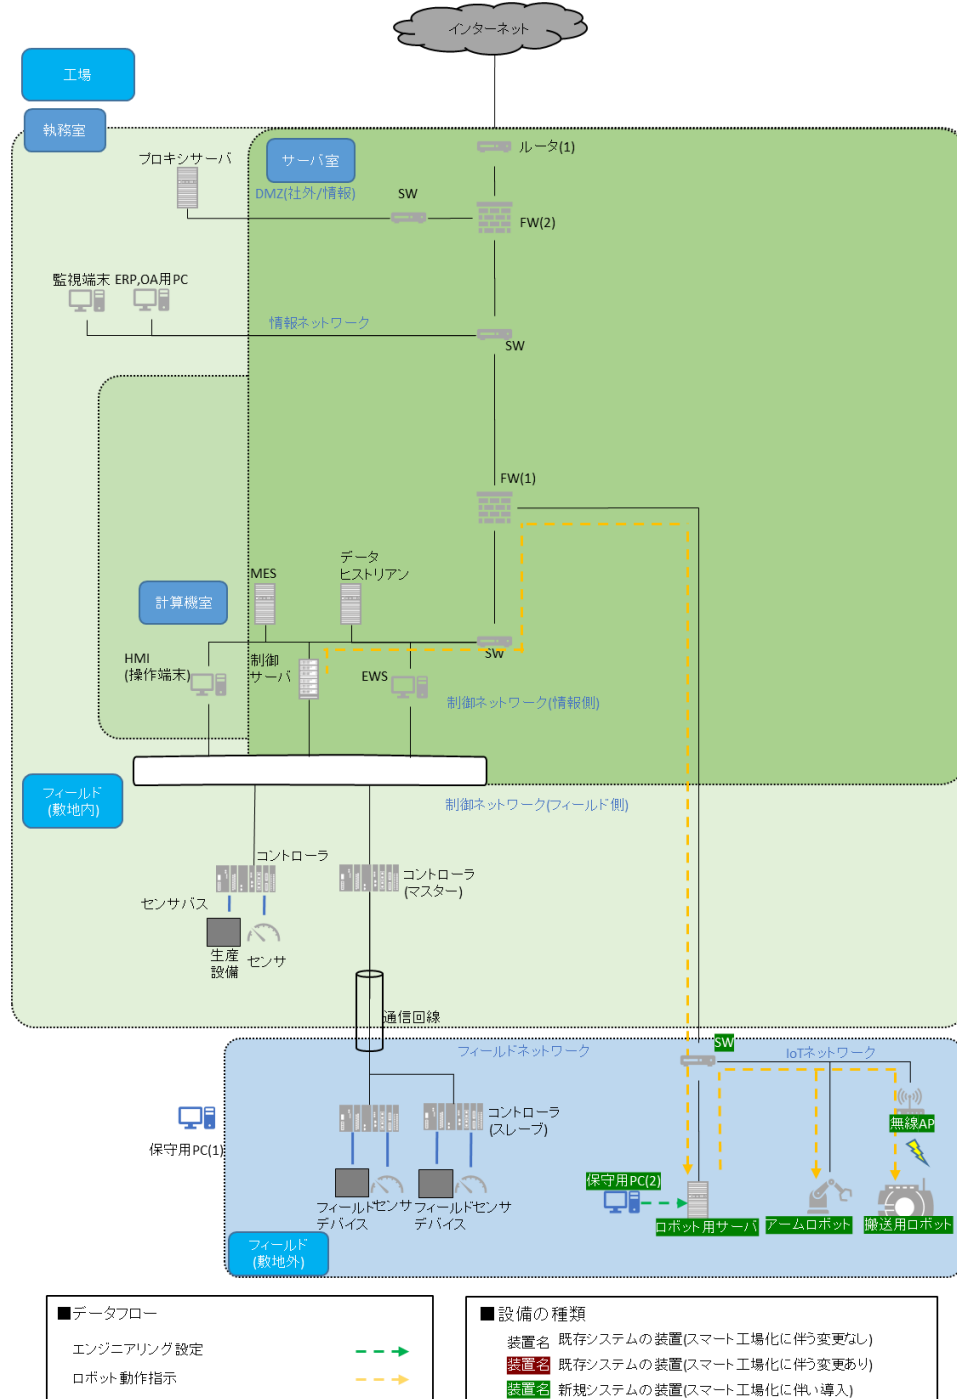 インターネット
工場
執務室
ルータ(1)
プロキシサーバ
サーバ室
DMZ(社外/情報)
SW
FW(2)
監視端末 ERP,OA用PC
情報ネットワーク
SW
FW(1)
データ
ヒストリアン
MES
計算機室
SW
HMI
(操作端末)
制御
サーバ
EWS
制御ネットワーク(情報側)
フィールド
(敷地内)
制御ネットワーク(フィールド側)
コントローラ
コントローラ
(マスター)
センサバス
生産
設備
センサ
通信回線
フィールドネットワーク
SW
IoTネットワーク
保守用PC(1)
コントローラ
(スレーブ)
無線AP
保守用PC(2)
フィールド
デバイス
センサ
フィールド
デバイス
センサ
ロボット用サーバ
アームロボット
搬送用ロボット
フィールド
(敷地外)
■データフロー
エンジニアリング設定
ロボット動作指示
■設備の種類
装置名 既存システムの装置(スマート工場化に伴う変更なし)
装置名 既存システムの装置(スマート工場化に伴う変更あり)
装置名 新規システムの装置(スマート工場化に伴い導入)